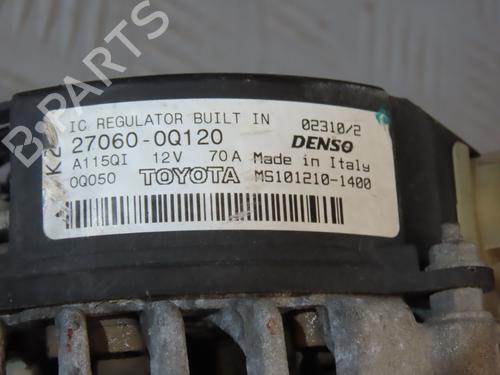 B-PARTS
IC REGULATOR BUILT IN 02310/2
K2 27060-0Q120 DENSO
A115QI 12V 70A Made in Italy
0Q050 TOYOTA MS101210-1400